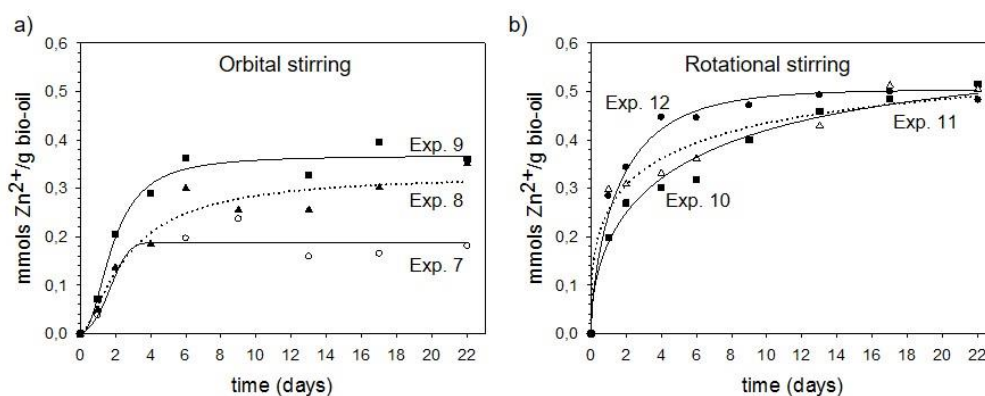 a)
Orbital stirring
mmols Zn²⁺/g bio-oil
0,6
0,5
0,4
0,3
0,2
0,1
0,0
Exp. 9
Exp. 8
Exp. 7
0 2 4 6 8 10 12 14 16 18 20 22
time (days)
b)
Rotational stirring
mmols Zn²⁺/g bio-oil
0,6
0,5
0,4
0,3
0,2
0,1
0,0
Exp. 12
Exp. 11
Exp. 10
0 2 4 6 8 10 12 14 16 18 20 22
time (days)